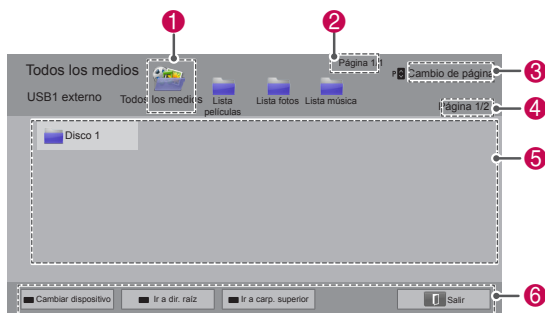 1
2
Todos los medios
Página 1/1
P
Cambio de página
3
USB1 externo
Todos los medios
Lista
películas
Lista fotos
Lista música
Página 1/2
4
Disco 1
5
Cambiar dispositivo
Ir a dir. raíz
Ir a carp. superior
Salir
6